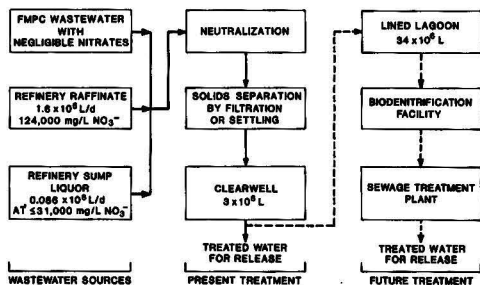 FMPC WASTEWATER
WITH
NEGLIGIBLE NITRATES
REFINERY RAFFINATE
1.6 x 10⁶ L/d
124,000 mg/L NO₃⁻
REFINERY SUMP
LIQUOR
0.086 x 10⁶ L/d
AT ≤31,000 mg/L NO₃⁻
WASTEWATER SOURCES
NEUTRALIZATION
SOLIDS SEPARATION
BY FILTRATION
OR SETTLING
CLEARWELL
3 x 10⁶ L
TREATED WATER
FOR RELEASE
PRESENT TREATMENT
LINED LAGOON
34 x 10⁶ L
BIODENITRIFICATION
FACILITY
SEWAGE TREATMENT
PLANT
TREATED WATER
FOR RELEASE
FUTURE TREATMENT